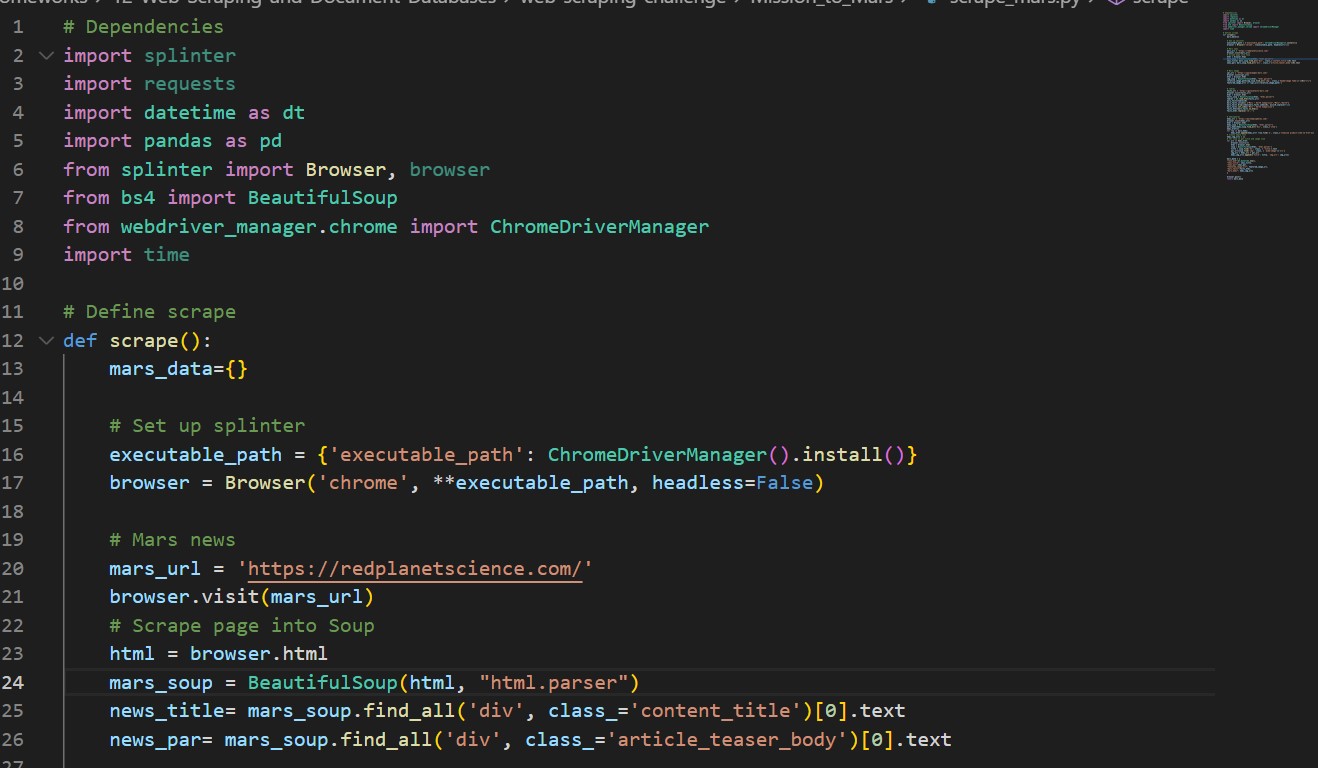 12 Web Scraping and Document Databases > web-scraping-challenge > Mission_to_Mars > scrape_mars.py > scrape
1 # Dependencies
2 import splinter
3 import requests
4 import datetime as dt
5 import pandas as pd
6 from splinter import Browser, browser
7 from bs4 import BeautifulSoup
8 from webdriver_manager.chrome import ChromeDriverManager
9 import time
10
11 # Define scrape
12 def scrape():
13 mars_data={}
14
15 # Set up splinter
16 executable_path = {'executable_path': ChromeDriverManager().install()}
17 browser = Browser('chrome', **executable_path, headless=False)
18
19 # Mars news
20 mars_url = 'https://redplanetscience.com/'
21 browser.visit(mars_url)
22 # Scrape page into Soup
23 html = browser.html
24 mars_soup = BeautifulSoup(html, "html.parser")
25 news_title= mars_soup.find_all('div', class_='content_title')[0].text
26 news_par= mars_soup.find_all('div', class_='article_teaser_body')[0].text
27